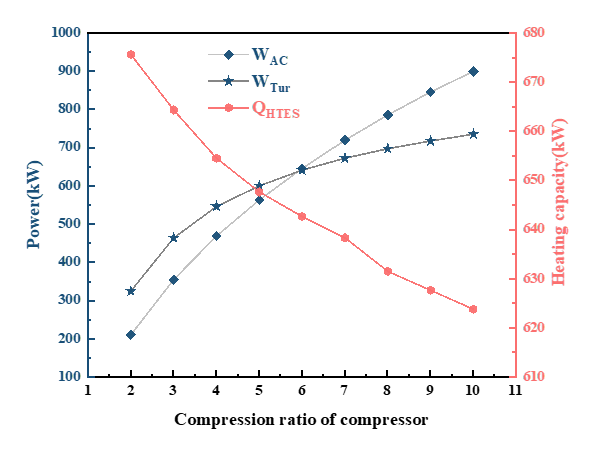 W_AC
W_Tur
Q_HTES
1000
900
800
700
600
500
400
300
200
100
Power(kW)
680
670
660
650
640
630
620
610
Heating capacity(kW)
1 2 3 4 5 6 7 8 9 10 11
Compression ratio of compressor